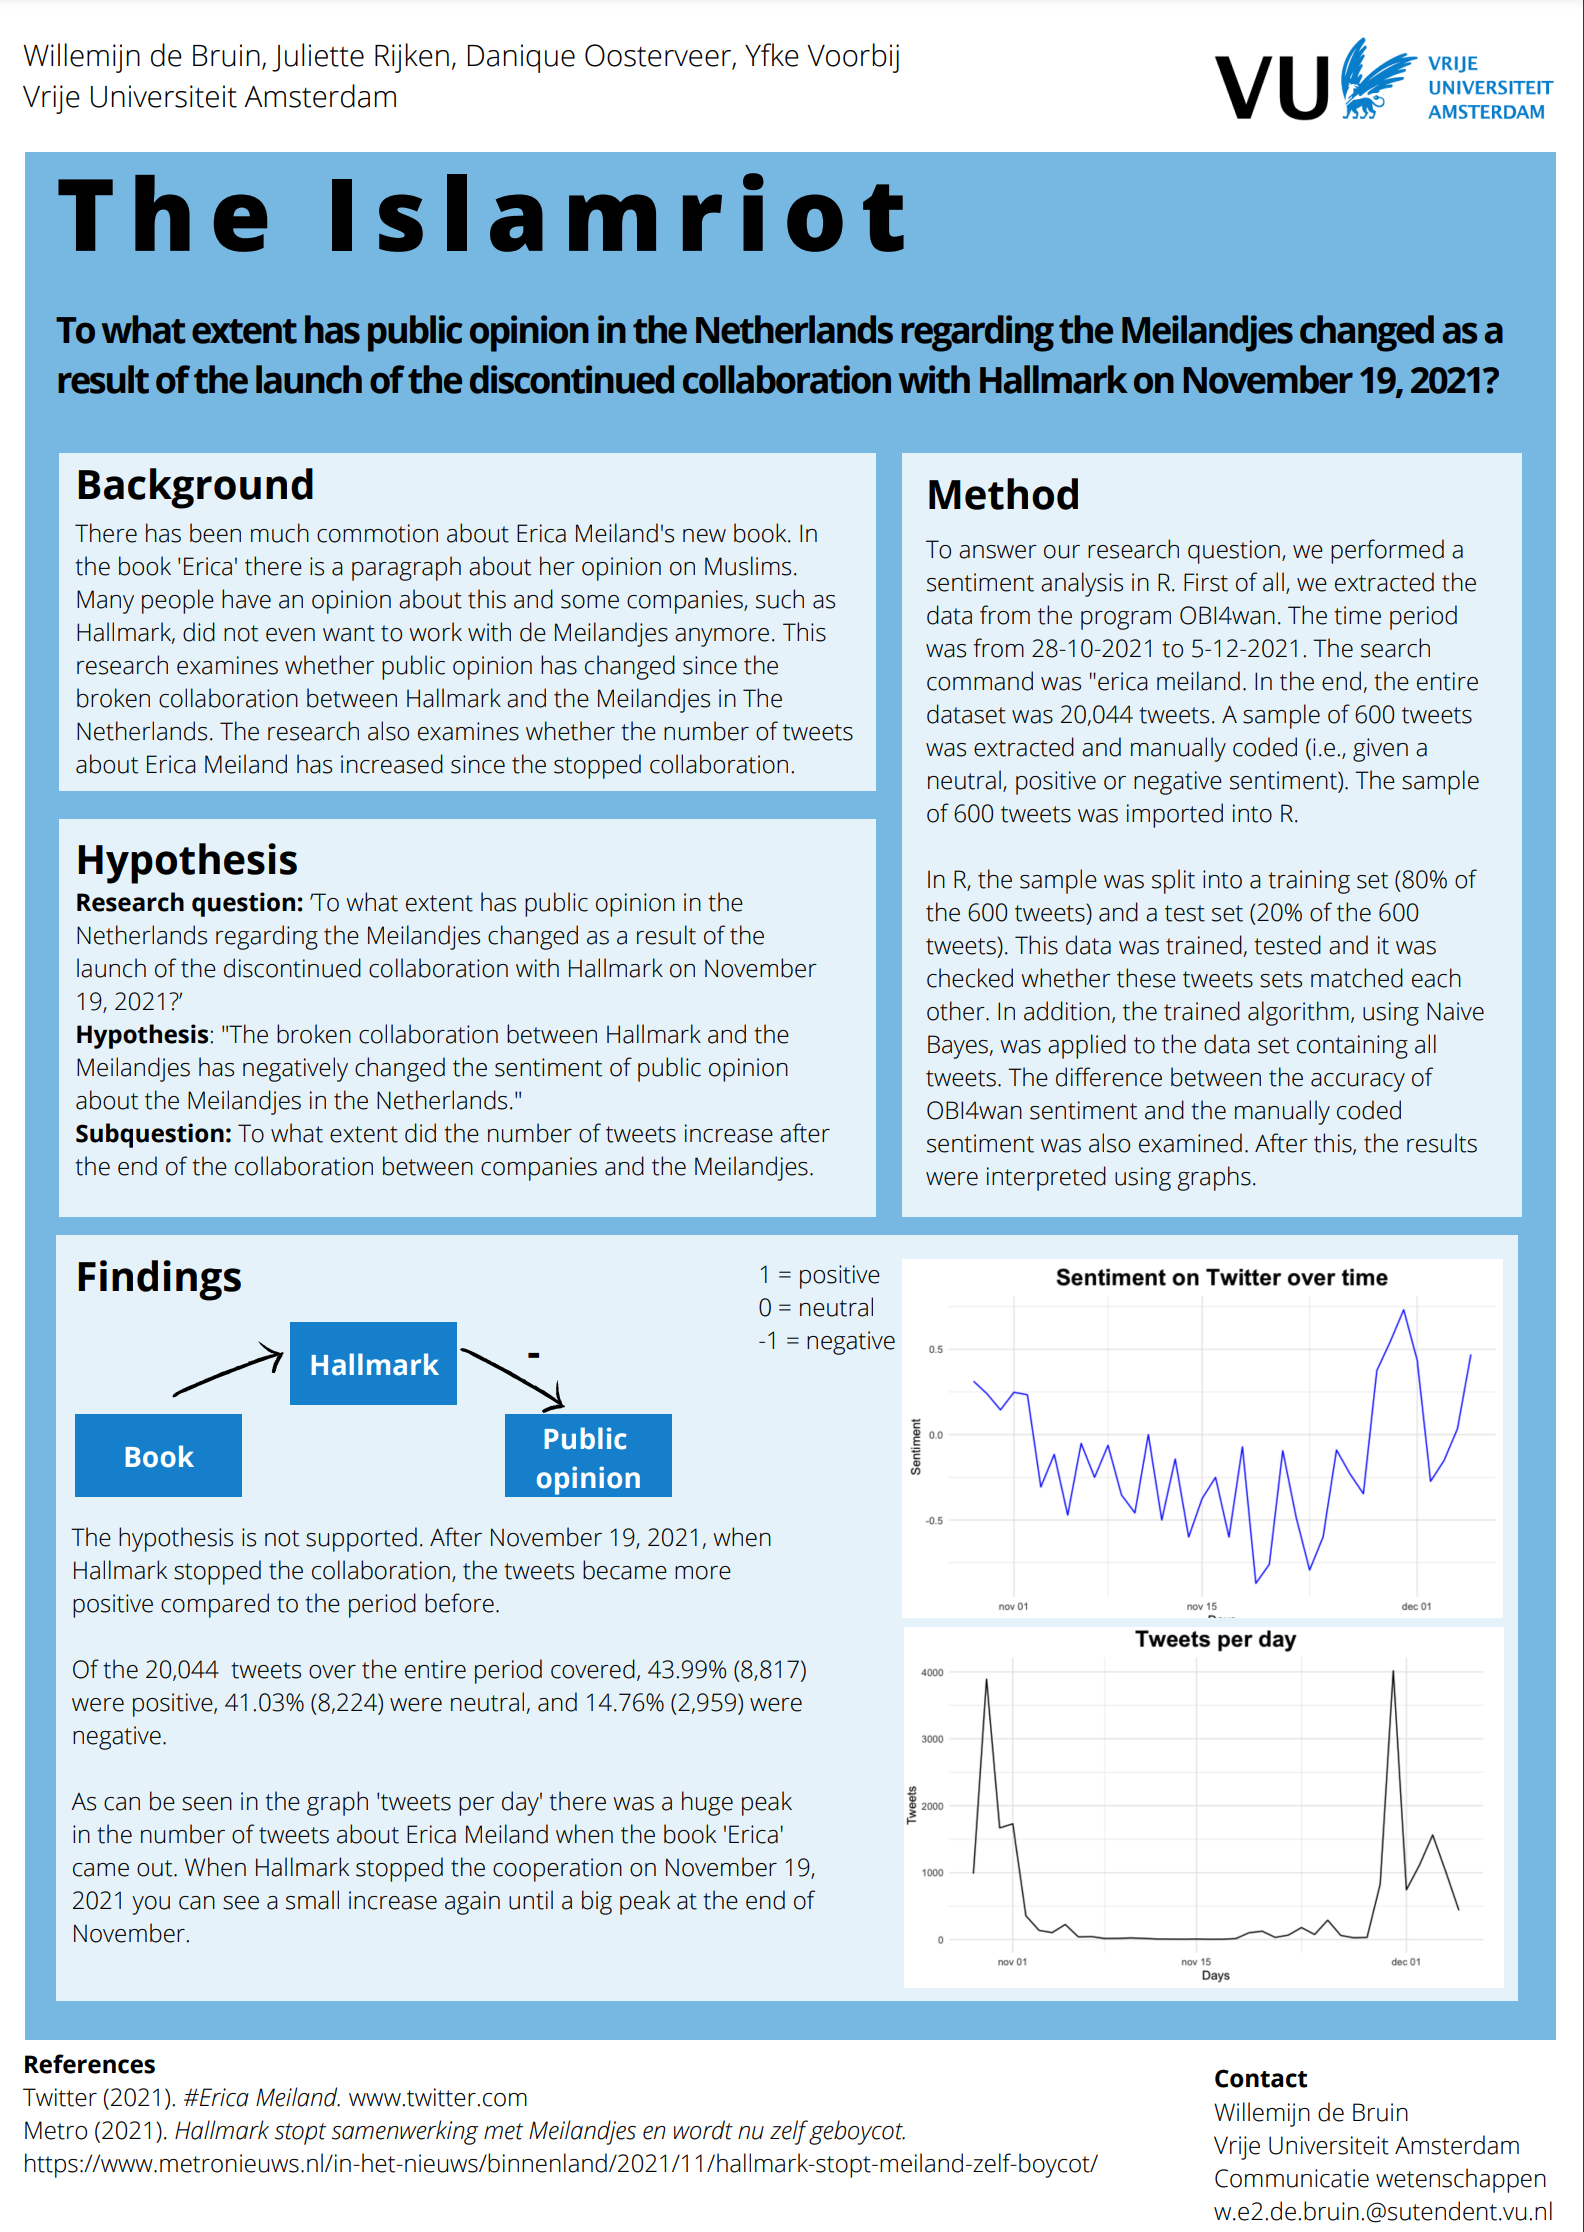 Willemijn de Bruin, Juliette Rijken, Danique Oosterveer, Yfke Voorbij
Vrije Universiteit Amsterdam
VU VRIJE
UNIVERSITEIT
AMSTERDAM
The Islamriot
To what extent has public opinion in the Netherlands regarding the Meilandjes changed as a
result of the launch of the discontinued collaboration with Hallmark on November 19, 2021?
Background
There has been much commotion about Erica Meiland's new book. In
the book 'Erica' there is a paragraph about her opinion on Muslims.
Many people have an opinion about this and some companies, such as
Hallmark, did not even want to work with de Meilandjes anymore. This
research examines whether public opinion has changed since the
broken collaboration between Hallmark and the Meilandjes in The
Netherlands. The research also examines whether the number of tweets
about Erica Meiland has increased since the stopped collaboration.
Hypothesis
Research question: 'To what extent has public opinion in the
Netherlands regarding the Meilandjes changed as a result of the
launch of the discontinued collaboration with Hallmark on November
19, 2021?'
Hypothesis: "The broken collaboration between Hallmark and the
Meilandjes has negatively changed the sentiment of public opinion
about the Meilandjes in the Netherlands."
Subquestion: To what extent did the number of tweets increase after
the end of the collaboration between companies and the Meilandjes.
Method
To answer our research question, we performed a
sentiment analysis in R. First of all, we extracted the
data from the program OBI4wan. The time period
was from 28-10-2021 to 5-12-2021. The search
command was "erica meiland. In the end, the entire
dataset was 20,044 tweets. A sample of 600 tweets
was extracted and manually coded (i.e., given a
neutral, positive or negative sentiment). The sample
of 600 tweets was imported into R.
In R, the sample was split into a training set (80% of
the 600 tweets) and a test set (20% of the 600
tweets). This data was trained, tested and it was
checked whether these tweets sets matched each
other. In addition, the trained algorithm, using Naive
Bayes, was applied to the data set containing all
tweets. The difference between the accuracy of
OBI4wan sentiment and the manually coded
sentiment was also examined. After this, the results
were interpreted using graphs.
Findings
Book
Hallmark
-
Public
opinion
1 = positive
0 = neutral
-1 = negative
The hypothesis is not supported. After November 19, 2021, when
Hallmark stopped the collaboration, the tweets became more
positive compared to the period before.
Of the 20,044 tweets over the entire period covered, 43.99% (8,817)
were positive, 41.03% (8,224) were neutral, and 14.76% (2,959) were
negative.
As can be seen in the graph 'tweets per day' there was a huge peak
in the number of tweets about Erica Meiland when the book 'Erica'
came out. When Hallmark stopped the cooperation on November 19,
2021 you can see a small increase again until a big peak at the end of
November.
Sentiment on Twitter over time
Sentiment
0.5
0.0
-0.5
nov 01
nov 15
dec 01
Days
Tweets per day
Tweets
4000
3000
2000
1000
0
nov 01
nov 15
dec 01
Days
References
Twitter (2021). #Erica Meiland. www.twitter.com
Metro (2021). Hallmark stopt samenwerking met Meilandjes en wordt nu zelf geboycot.
https://www.metronieuws.nl/in-het-nieuws/binnenland/2021/11/hallmark-stopt-meiland-zelf-boycot/
Contact
Willemijn de Bruin
Vrije Universiteit Amsterdam
Communicatie wetenschappen
w.e2.de.bruin.@sutendent.vu.nl